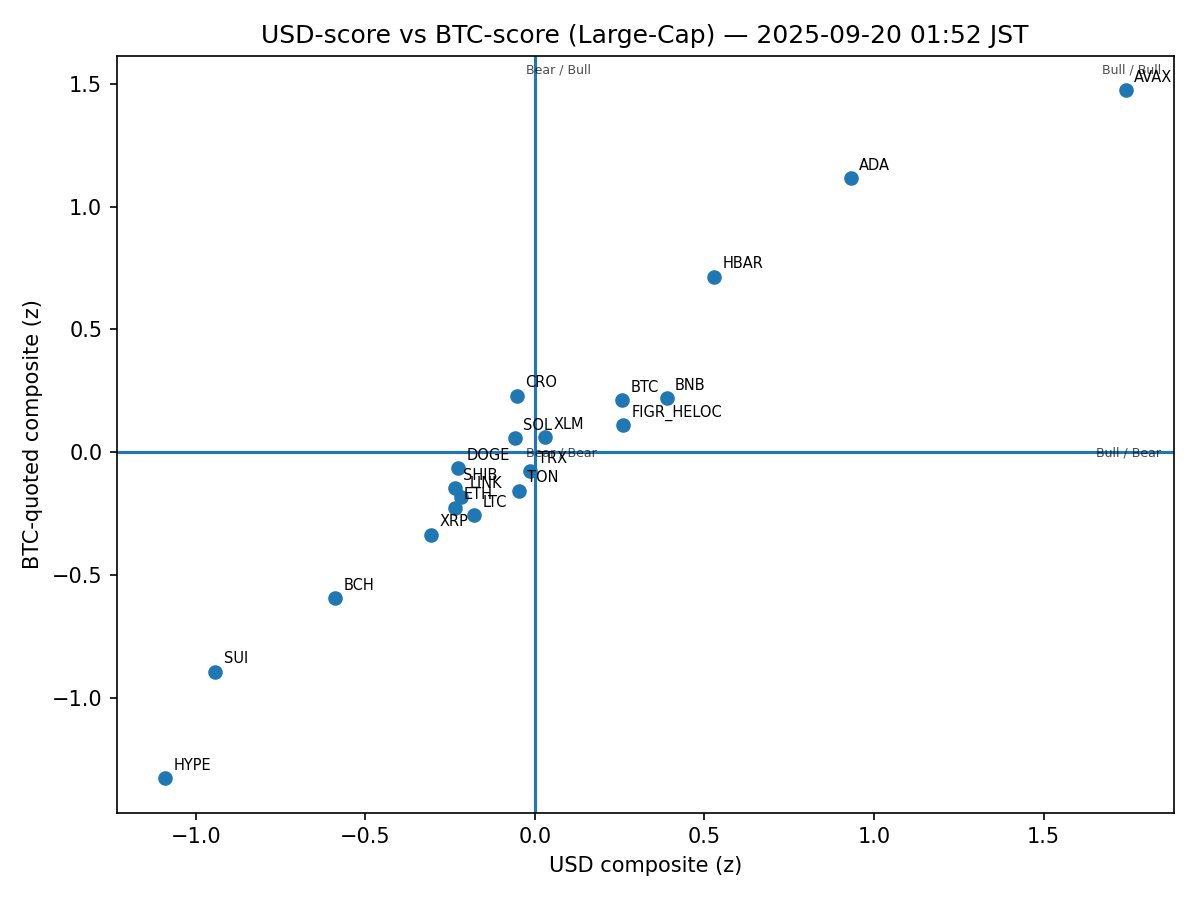 USD-score vs BTC-score (Large-Cap) — 2025-09-20 01:52 JST
Bear / Bull
Bull / Bull
AVAX
ADA
HBAR
CRO
BTC
BNB
FIGR_HELOC
SOL
XLM
Bear / Bear
Bull / Bear
DOGE
TRX
SHIB
TON
LINK
ETH
LTC
XRP
BCH
SUI
HYPE
1.5
1.0
0.5
0.0
−0.5
−1.0
BTC-quoted composite (z)
−1.0
−0.5
0.0
0.5
1.0
1.5
USD composite (z)